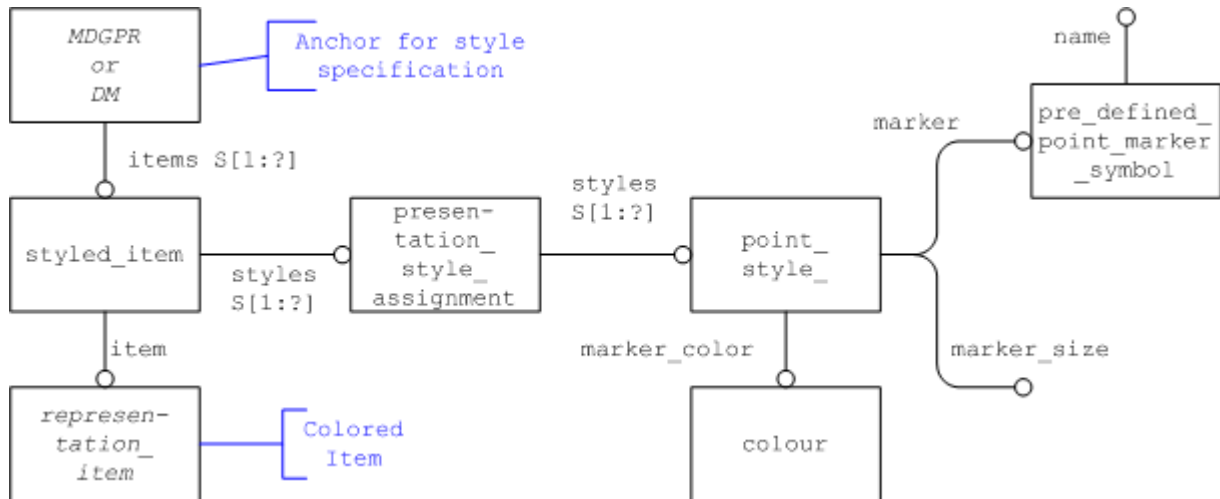 MDGPR
or
DM
Anchor for style
specification
name
pre_defined_
point_marker
_symbol
marker
items S[1:?]
styles
S[1:?]
styled_item
presen-
tation_
style_
assignment
point_
style_
styles
S[1:?]
item
marker_color
marker_size
represen-
tation_
item
Colored
Item
colour